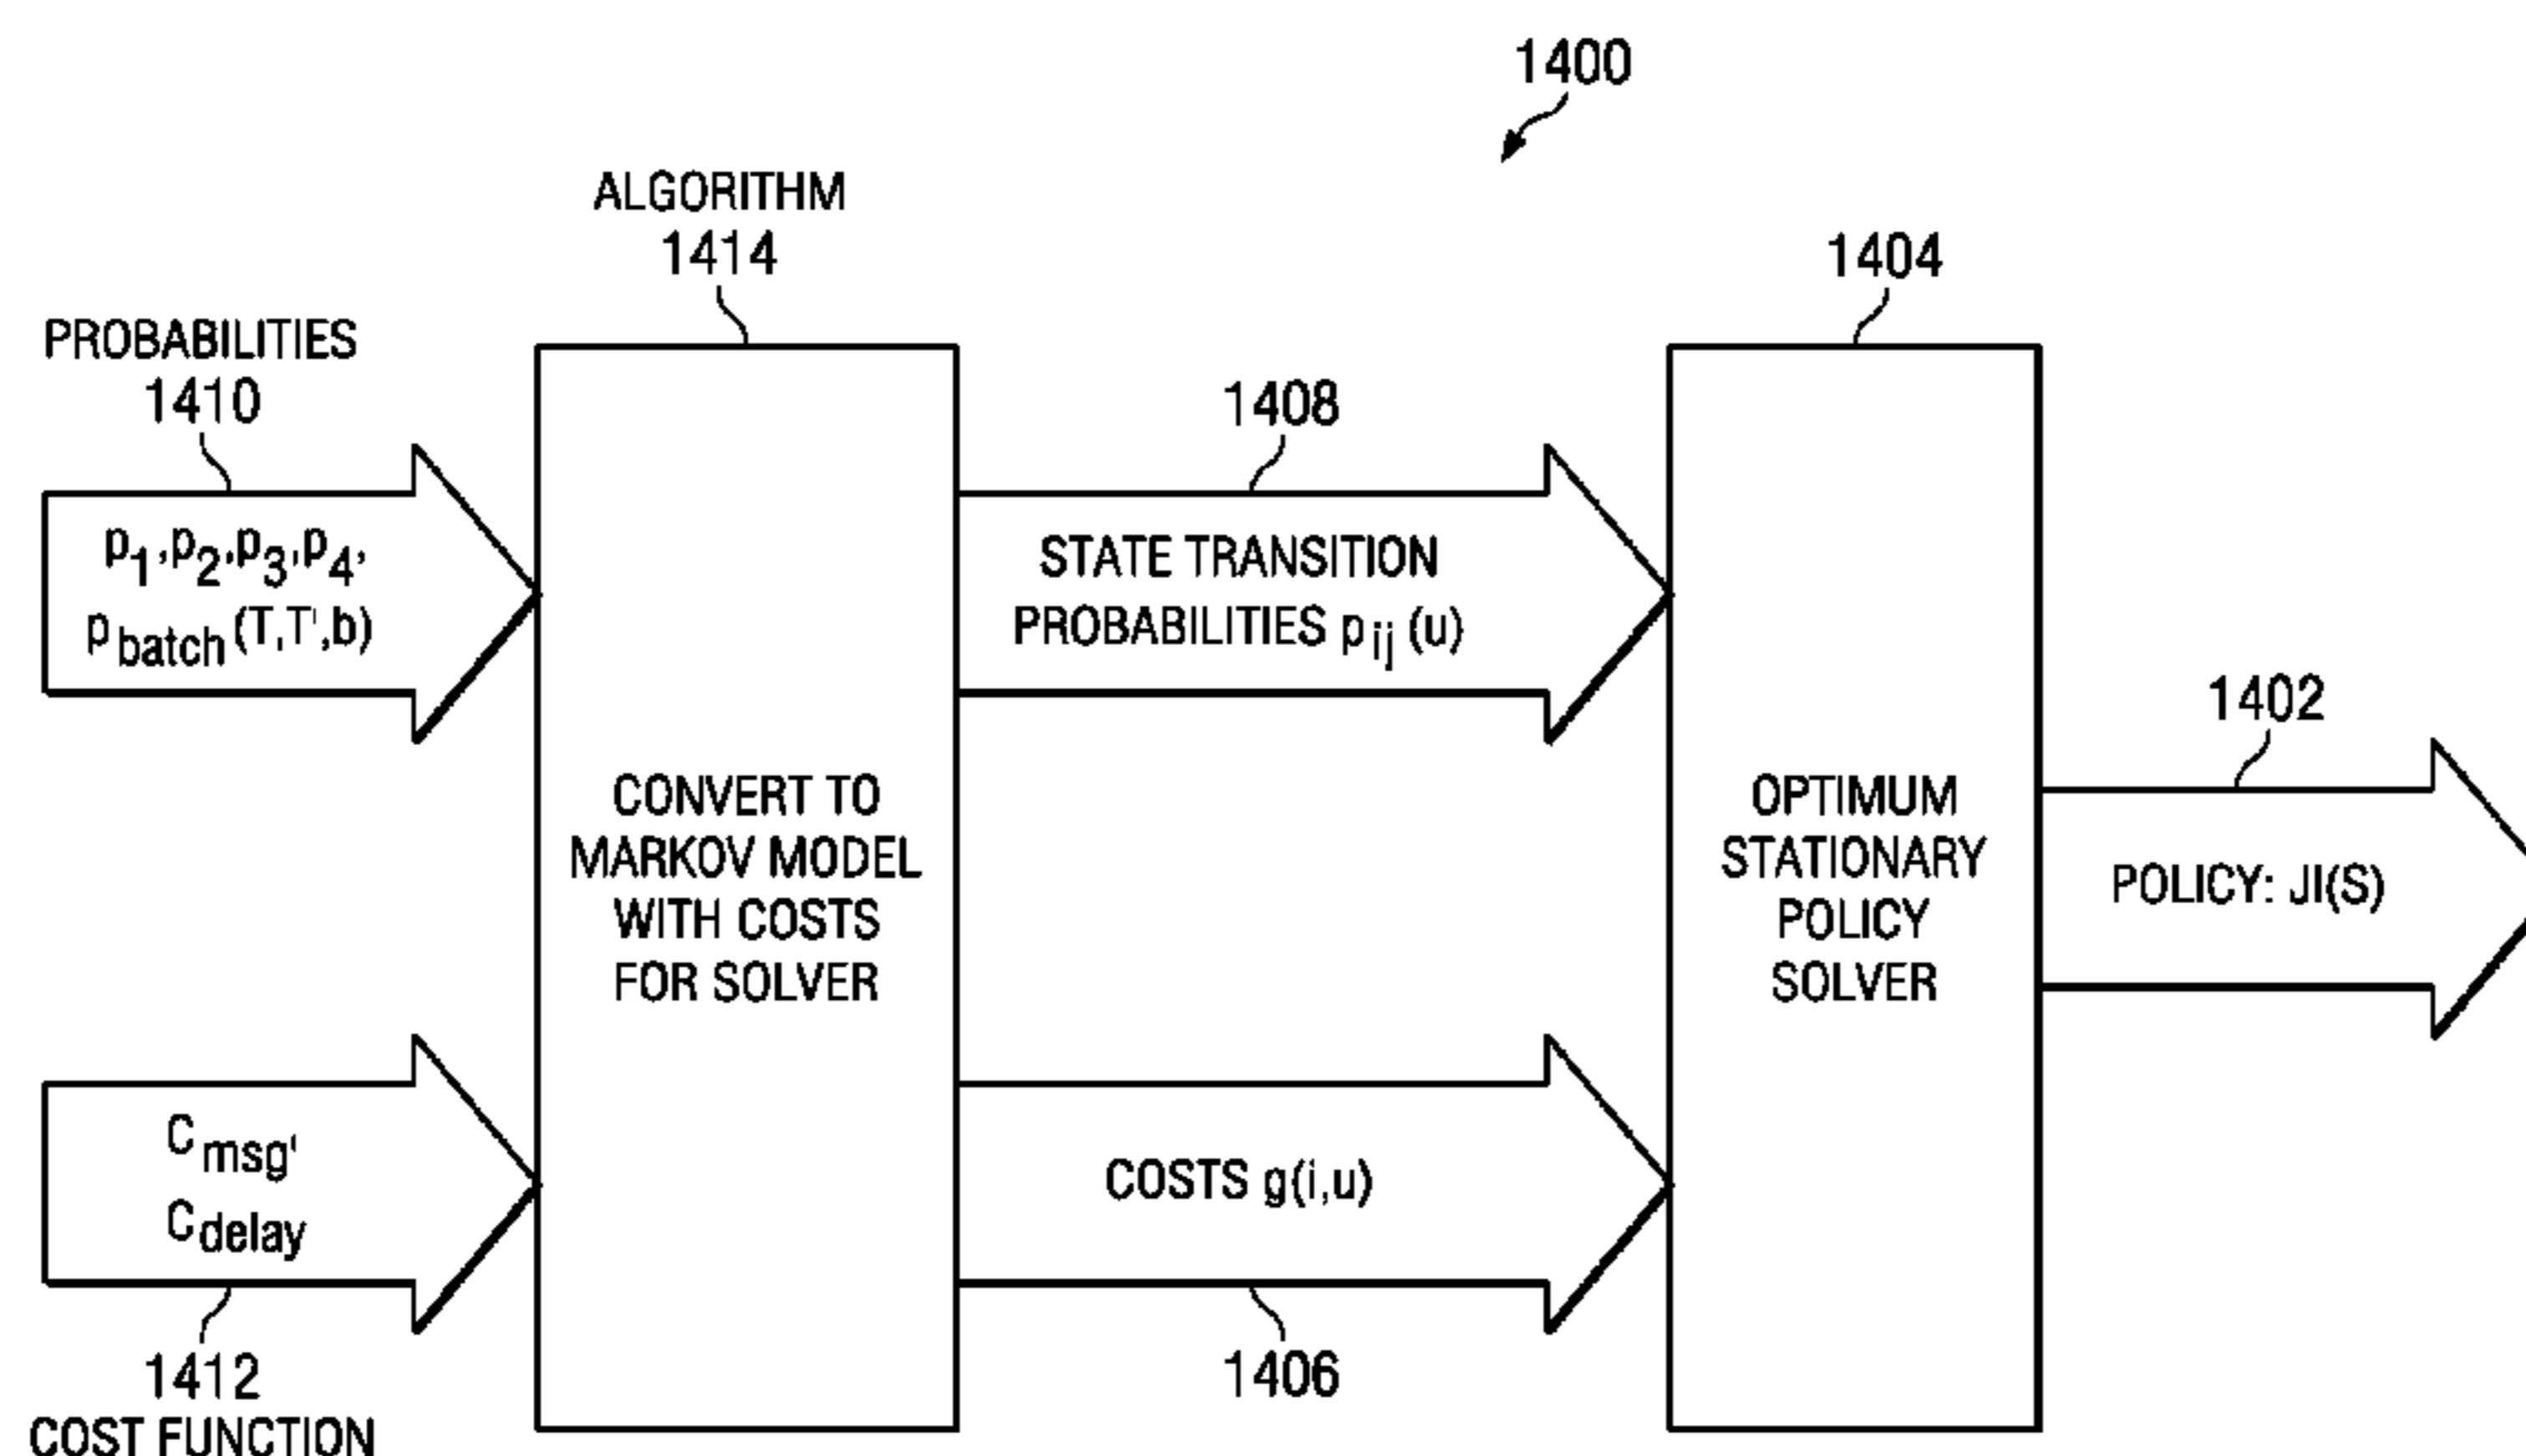 1400
ALGORITHM
1414
1404
PROBABILITIES
1410
1408
p1,p2,p3,p4,
pbatch(T,T',b)
STATE TRANSITION
PROBABILITIES pij (u)
1402
CONVERT TO
MARKOV MODEL
WITH COSTS
FOR SOLVER
OPTIMUM
STATIONARY
POLICY
SOLVER
POLICY: JI(S)
Cmsg'
Cdelay
COSTS g(i,u)
1412
COST FUNCTION
1406